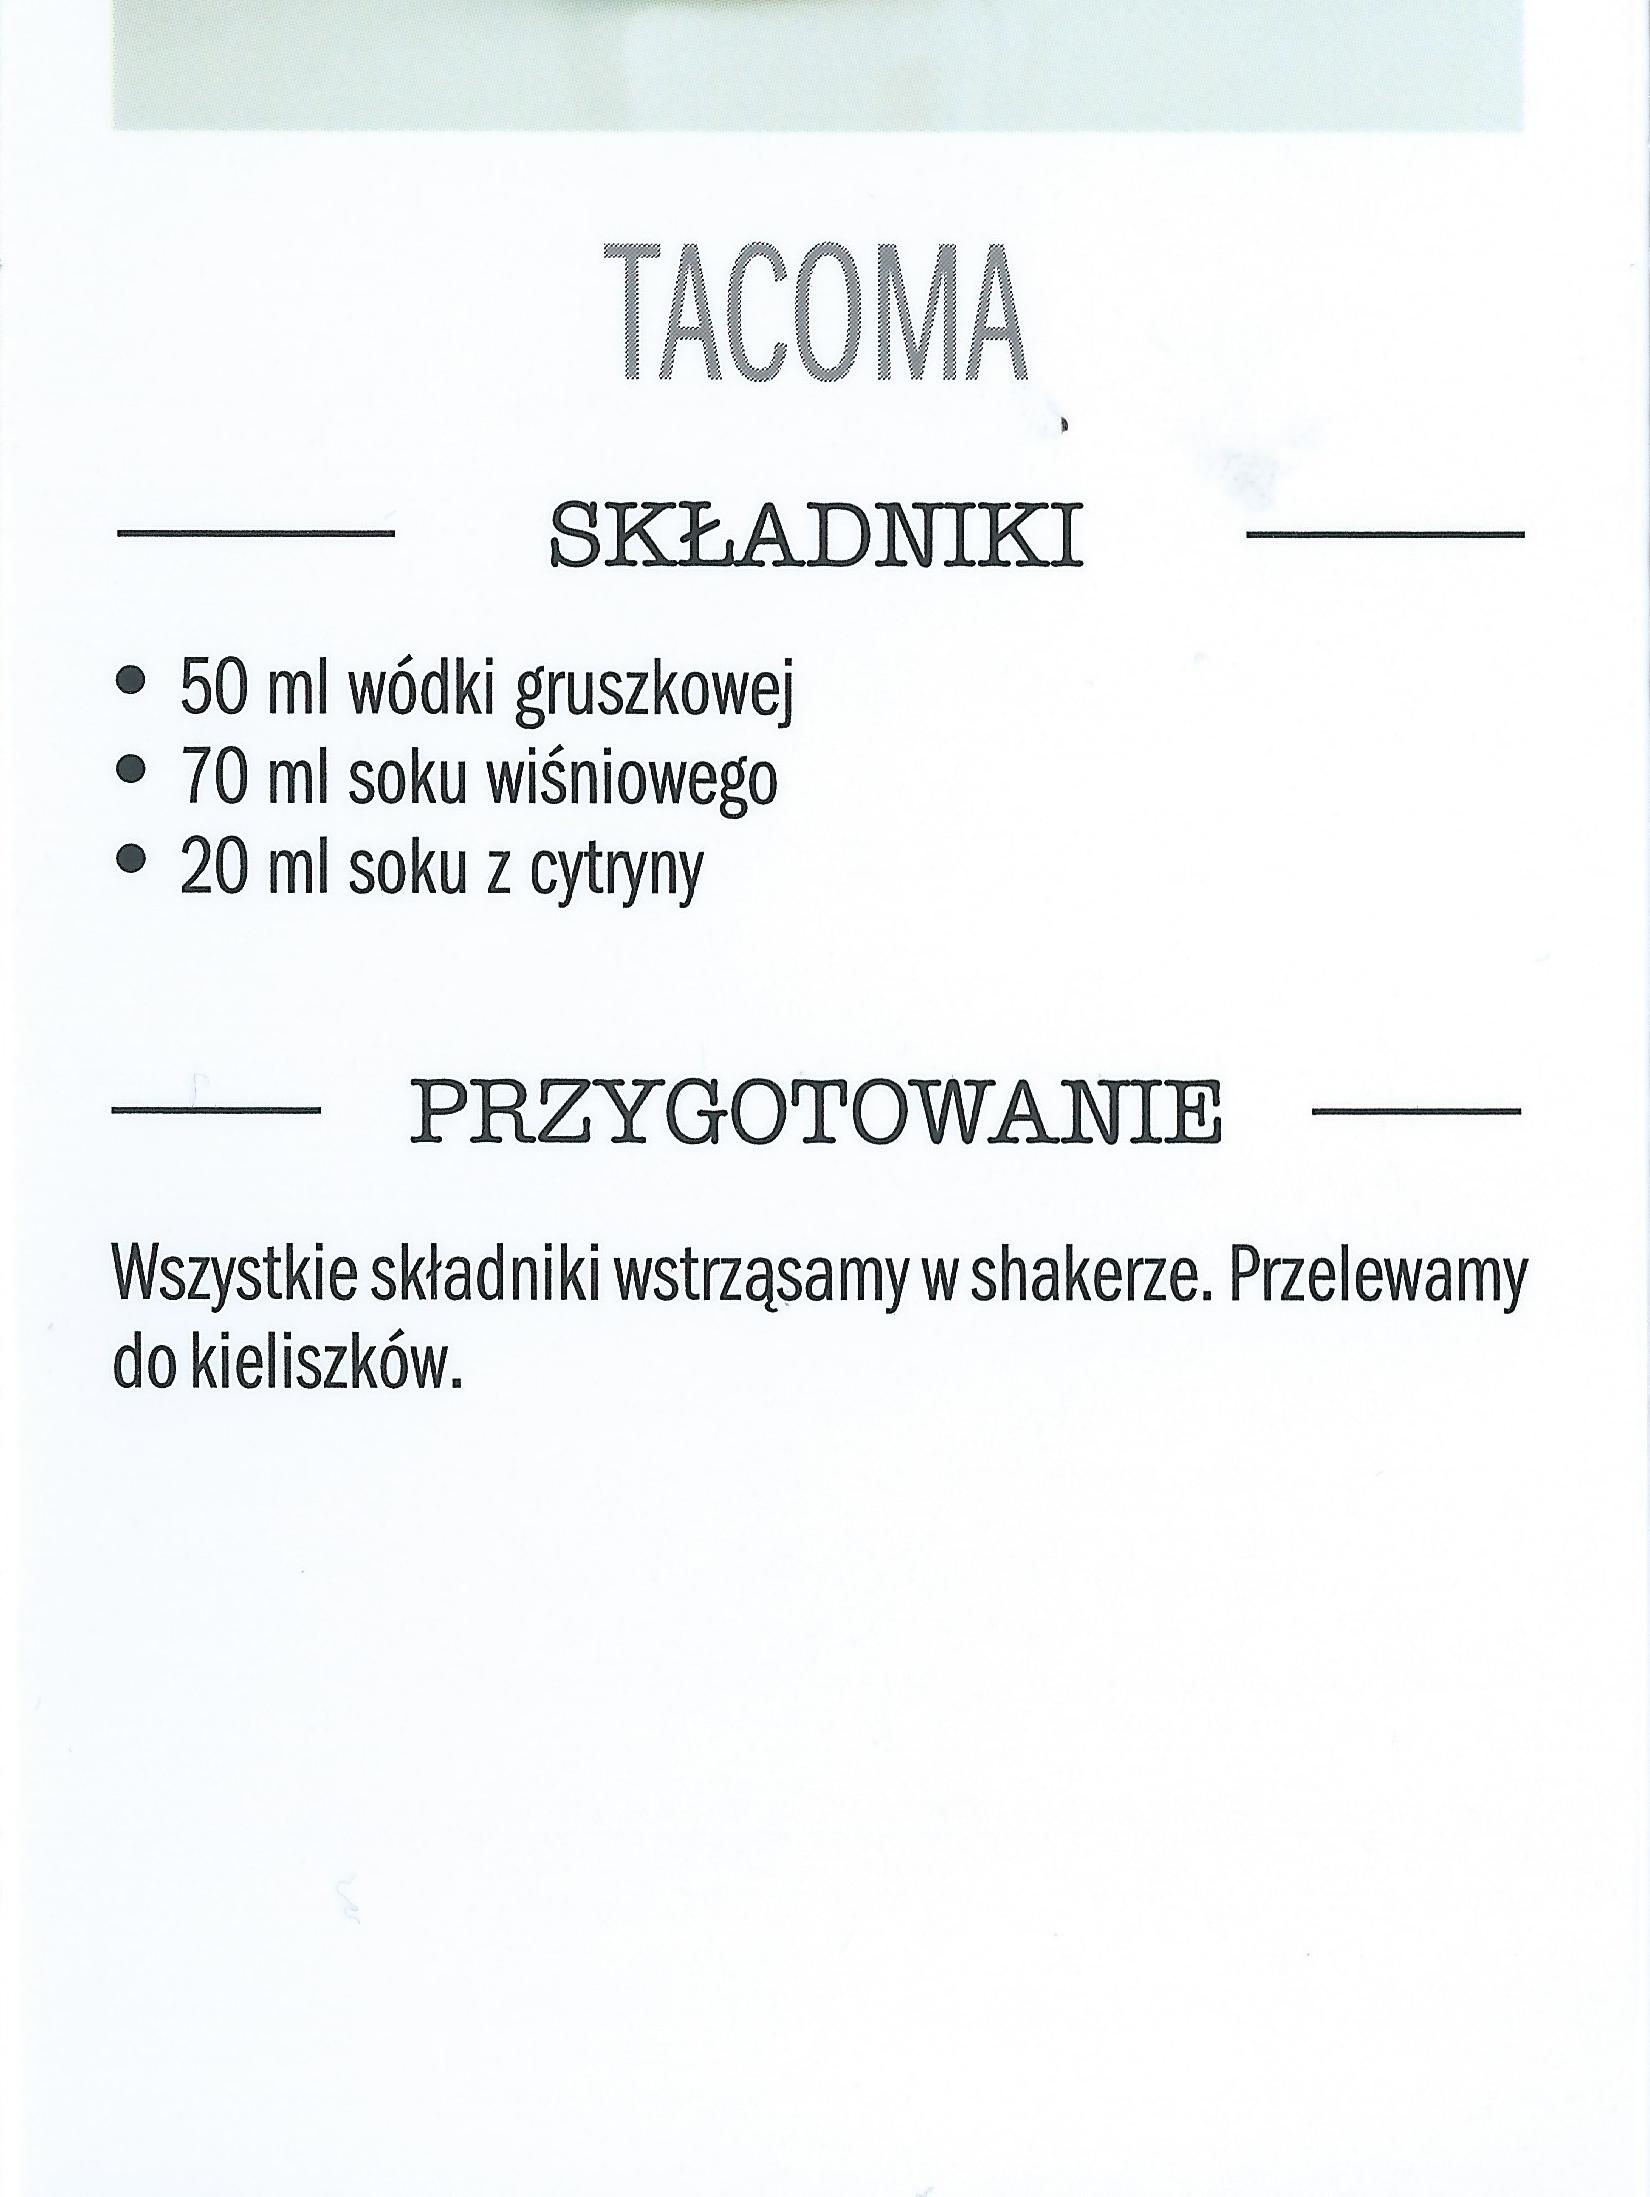 TACOMA
SKŁADNIKI
• 50 ml wódki gruszkowej
• 70 ml soku wiśniowego
• 20 ml soku z cytryny
PRZYGOTOWANIE
Wszystkie składniki wstrząsamy w shakerze. Przelewamy
do kieliszków.